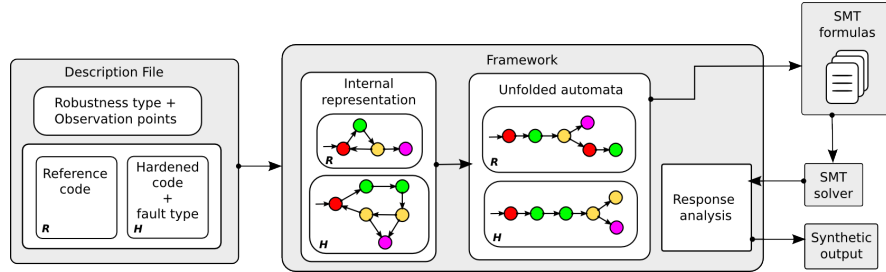 Description File
Robustness type +
Observation points
Reference
code
R
Hardened
code
+
fault type
H
Framework
Internal
representation
R
H
Unfolded automata
R
H
Response
analysis
SMT
formulas
SMT
solver
Synthetic
output